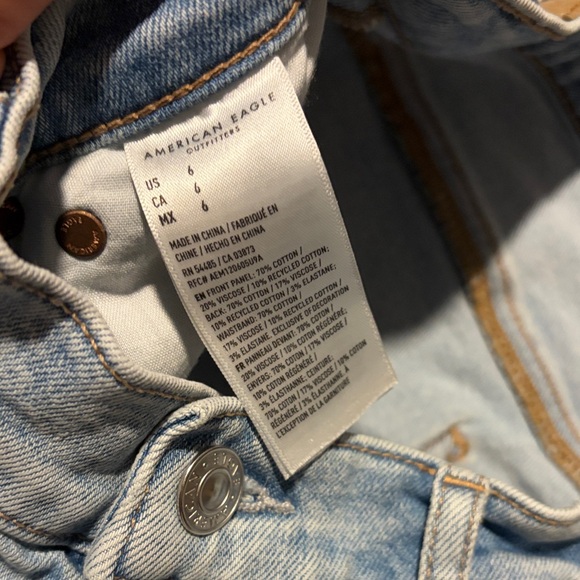 AMERICAN EAGLE
OUTFITTERS
US 6
CA 6
MX 6
MADE IN CHINA / FABRIQUÉ EN
CHINE / HECHO EN CHINA
RN 54485 / CA 03873
RFC# AEM120605U9A
EN FRONT PANEL: 70% COTTON /
20% VISCOSE / 10% RECYCLED COTTON;
BACK: 70% COTTON / 17% VISCOSE /
10% RECYCLED COTTON / 3% ELASTANE;
WAISTBAND: 70% COTTON /
17% VISCOSE / 10% RECYCLED COTTON /
3% ELASTANE. EXCLUSIVE OF DECORATION
FR PANNEAU DEVANT: 70% COTON /
20% VISCOSE / 10% COTON RÉGÉNÉRÉ;
ENVERS: 70% COTON / 17% VISCOSE /
10% COTON RÉGÉNÉRÉ /
3% ÉLASTHANNE, CEINTURE:
70% COTON / 17% VISCOSE / 10% COTON
RÉGÉNÉRÉ / 3% ÉLASTHANNE. À
L'EXCEPTION DE LA GARNITURE